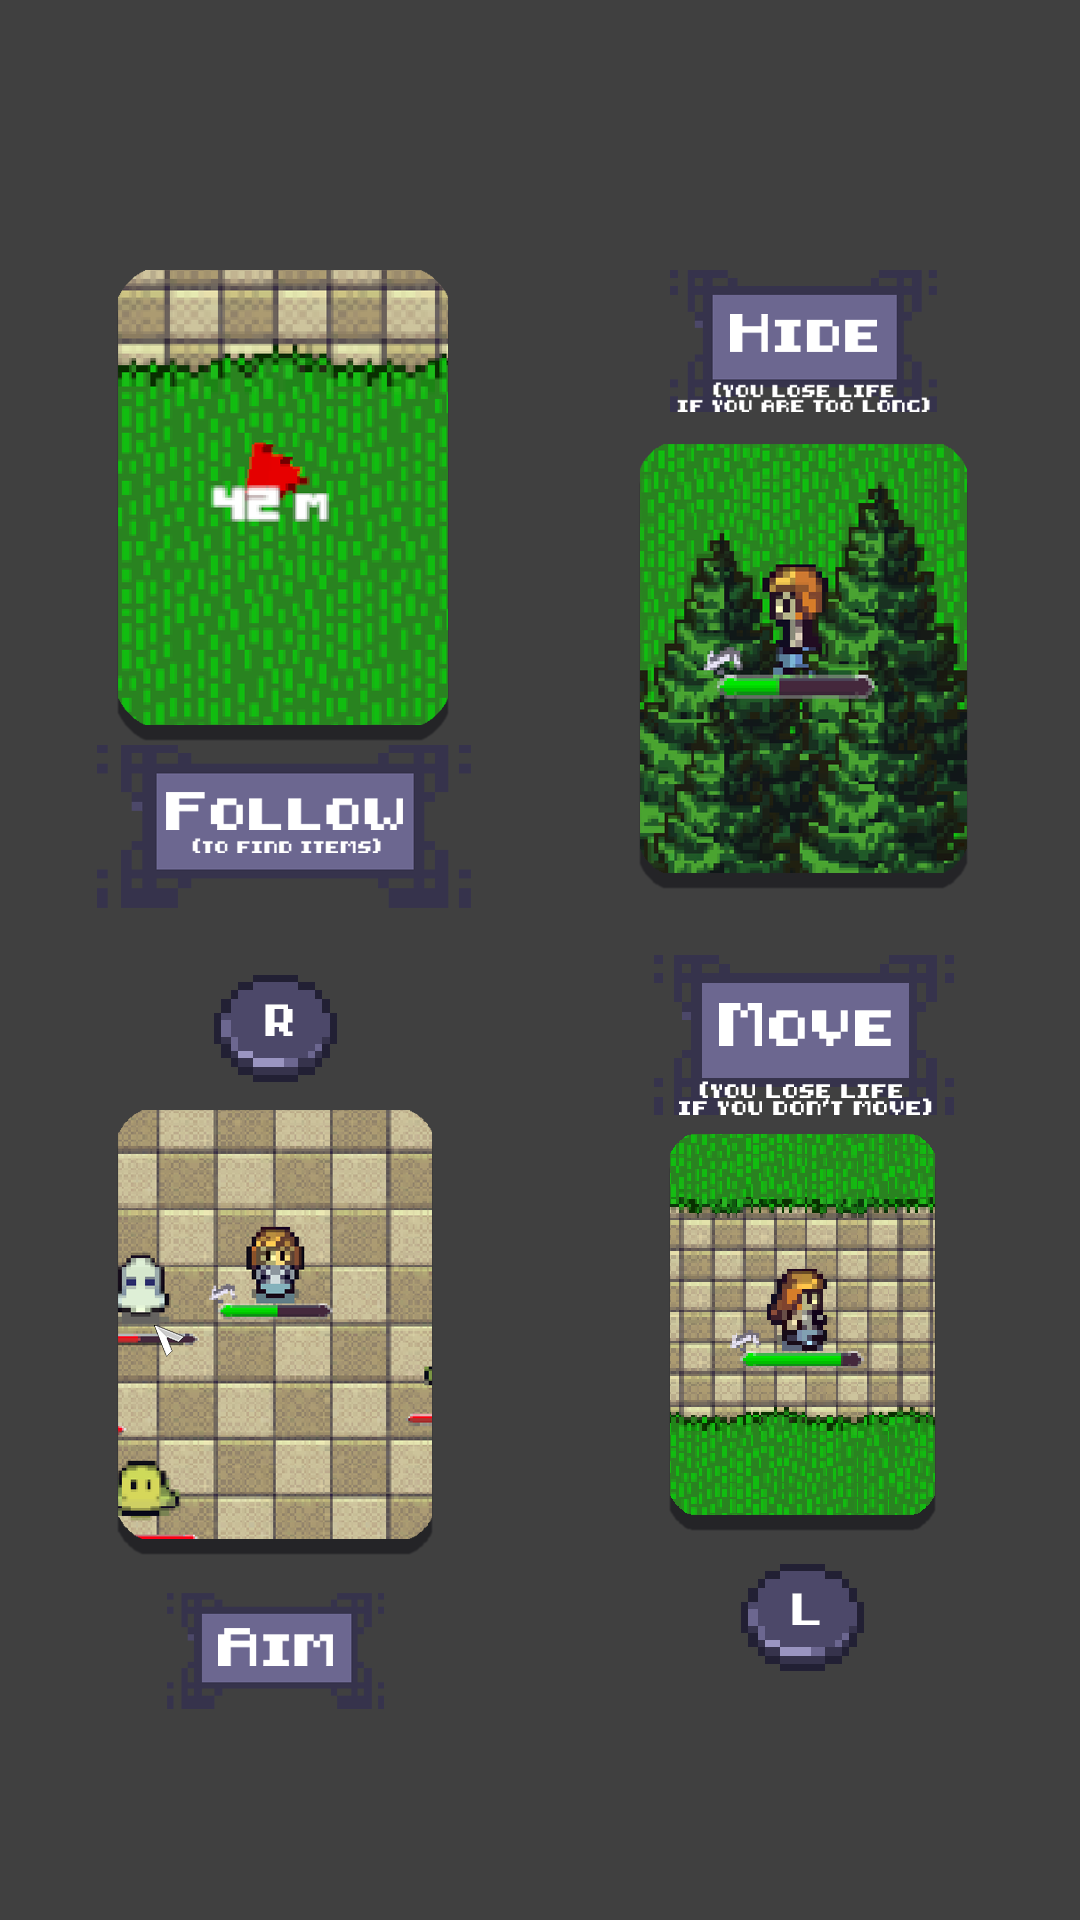 42 M
FOLLOW
(TO FIND ITEMS)
HIDE
(YOU LOSE LIFE
IF YOU ARE TOO LONG)
R
AIM
MOVE
(YOU LOSE LIFE
IF YOU DON'T MOVE)
L